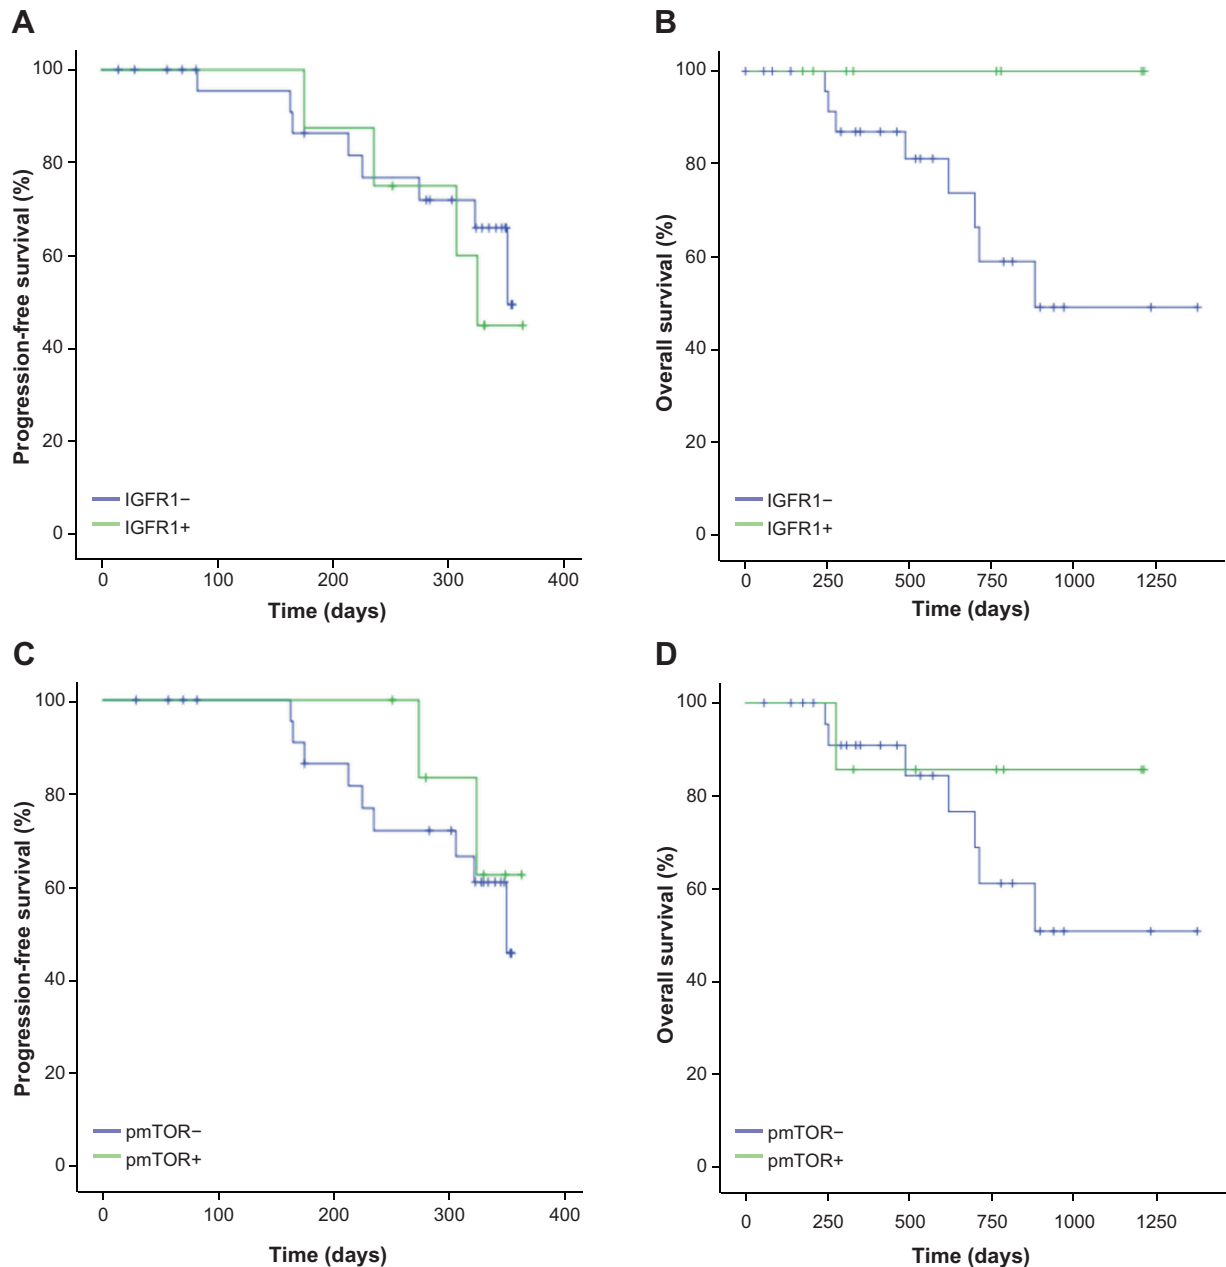 A
Progression-free survival (%)
100
80
60
40
20
0
IGFR1−
IGFR1+
0 100 200 300 400
Time (days)
B
Overall survival (%)
100
80
60
40
20
0
IGFR1−
IGFR1+
0 250 500 750 1000 1250
Time (days)
C
Progression-free survival (%)
100
80
60
40
20
0
pmTOR−
pmTOR+
0 100 200 300 400
Time (days)
D
Overall survival (%)
100
80
60
40
20
0
pmTOR−
pmTOR+
0 250 500 750 1000 1250
Time (days)